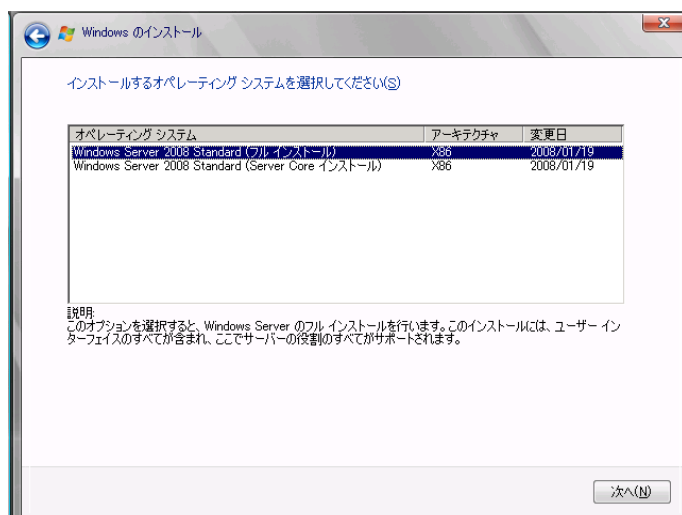 Windows のインストール
インストールするオペレーティング システムを選択してください(S)
オペレーティング システム アーキテクチャ 変更日
Windows Server 2008 Standard (フル インストール) X86 2008/01/19
Windows Server 2008 Standard (Server Core インストール) X86 2008/01/19
説明:
このオプションを選択すると、Windows Server のフル インストールを行います。このインストールには、ユーザー イン
ターフェイスのすべてが含まれ、ここでサーバーの役割のすべてがサポートされます。
次へ(N)